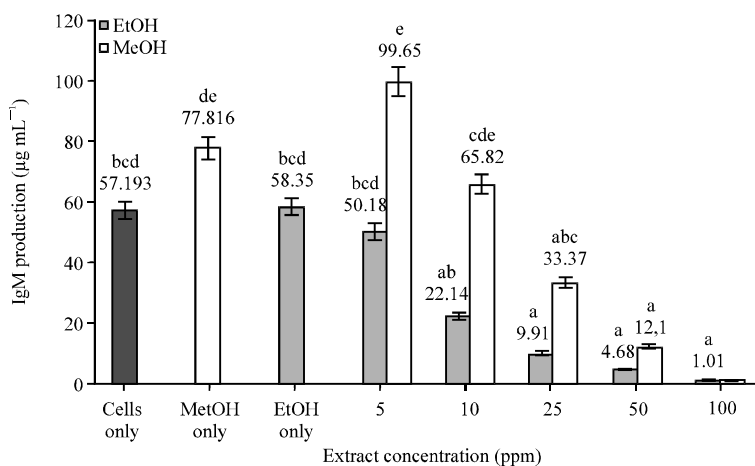 120
100
80
60
40
20
0
IgM production (µg mL⁻¹)
EtOH
MeOH
bcd
57.193
de
77.816
bcd
58.35
bcd
50.18
e
99.65
ab
22.14
cde
65.82
a
9.91
abc
33.37
a
4.68
a
12,1
a
1.01
Cells
only
MetOH
only
EtOH
only
5
10
25
50
100
Extract concentration (ppm)